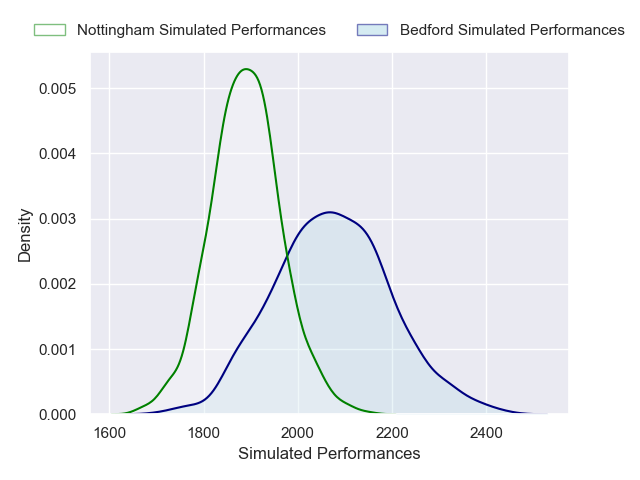 Nottingham Simulated Performances Bedford Simulated Performances
0.005
0.004
0.003
0.002
0.001
0.000
Density
1600 1800 2000 2200 2400
Simulated Performances